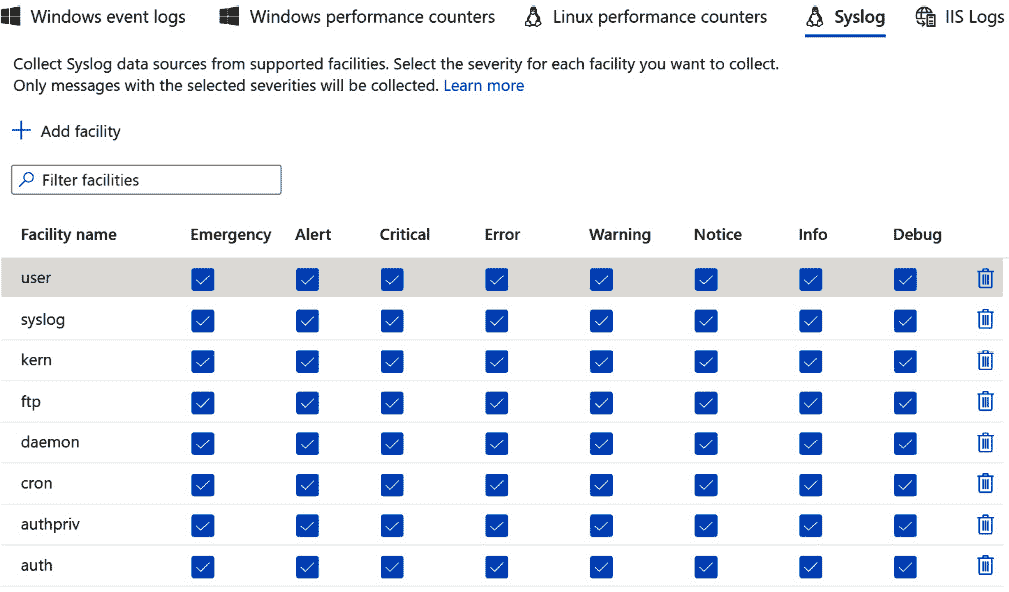 Windows event logs Windows performance counters Linux performance counters Syslog IIS Logs
Collect Syslog data sources from supported facilities. Select the severity for each facility you want to collect.
Only messages with the selected severities will be collected. Learn more
Add facility
Filter facilities
Facility name Emergency Alert Critical Error Warning Notice Info Debug
user
syslog
kern
ftp
daemon
cron
authpriv
auth